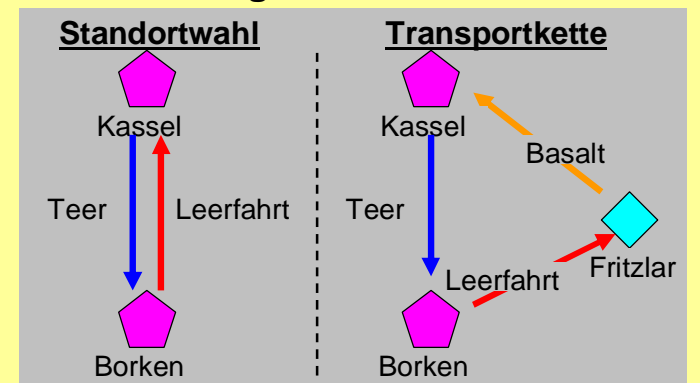 Standortwahl
Kassel
Teer
Leerfahrt
Borken
Transportkette
Kassel
Basalt
Teer
Fritzlar
Leerfahrt
Borken